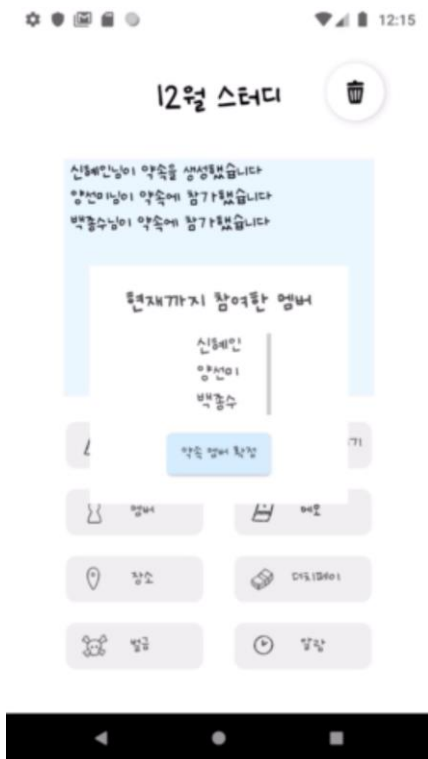 12:15
12월 스터디
신혜인님이 약속을 생성했습니다
양선미님이 약속에 참가했습니다
백종수님이 약속에 참가했습니다
현재까지 참여한 멤버
신혜인
양선미
백종수
약속 멤버 확정
기
멤버 메모
장소 더치페이
벌금 알람